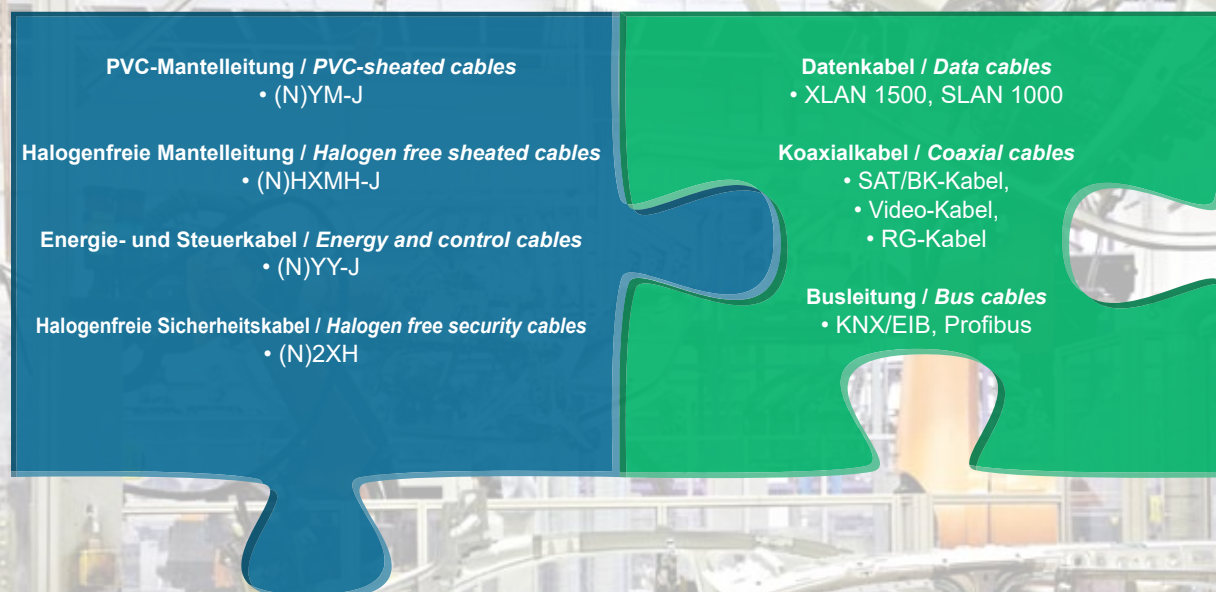 PVC-Mantelleitung / PVC-sheated cables
• (N)YM-J
Halogenfreie Mantelleitung / Halogen free sheated cables
• (N)HXMH-J
Energie- und Steuerkabel / Energy and control cables
• (N)YY-J
Halogenfreie Sicherheitskabel / Halogen free security cables
• (N)2XH
Datenkabel / Data cables
• XLAN 1500, SLAN 1000
Koaxialkabel / Coaxial cables
• SAT/BK-Kabel,
• Video-Kabel,
• RG-Kabel
Busleitung / Bus cables
• KNX/EIB, Profibus